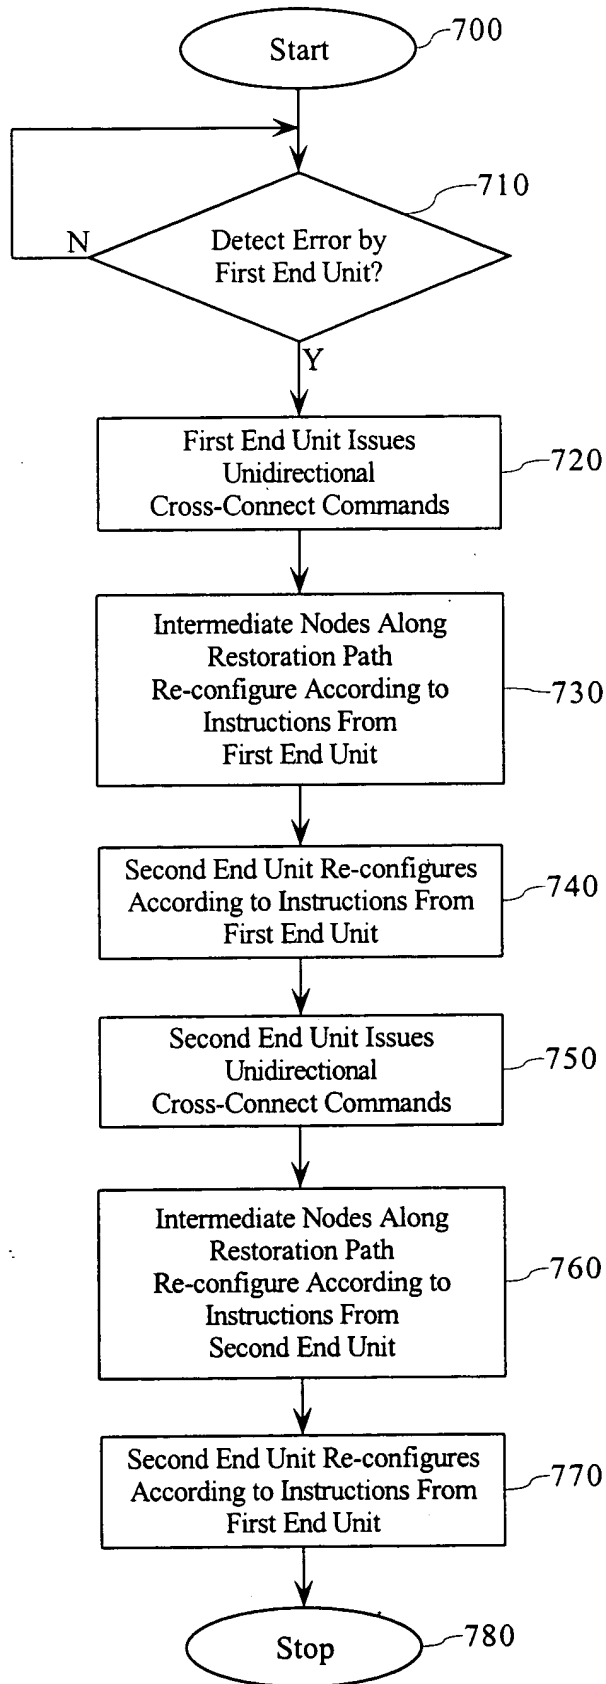 Start
700
710
Detect Error by
First End Unit?
N
Y
First End Unit Issues
Unidirectional
Cross-Connect Commands
720
Intermediate Nodes Along
Restoration Path
Re-configure According to
Instructions From
First End Unit
730
Second End Unit Re-configures
According to Instructions From
First End Unit
740
Second End Unit Issues
Unidirectional
Cross-Connect Commands
750
Intermediate Nodes Along
Restoration Path
Re-configure According to
Instructions From
Second End Unit
760
Second End Unit Re-configures
According to Instructions From
First End Unit
770
Stop
780